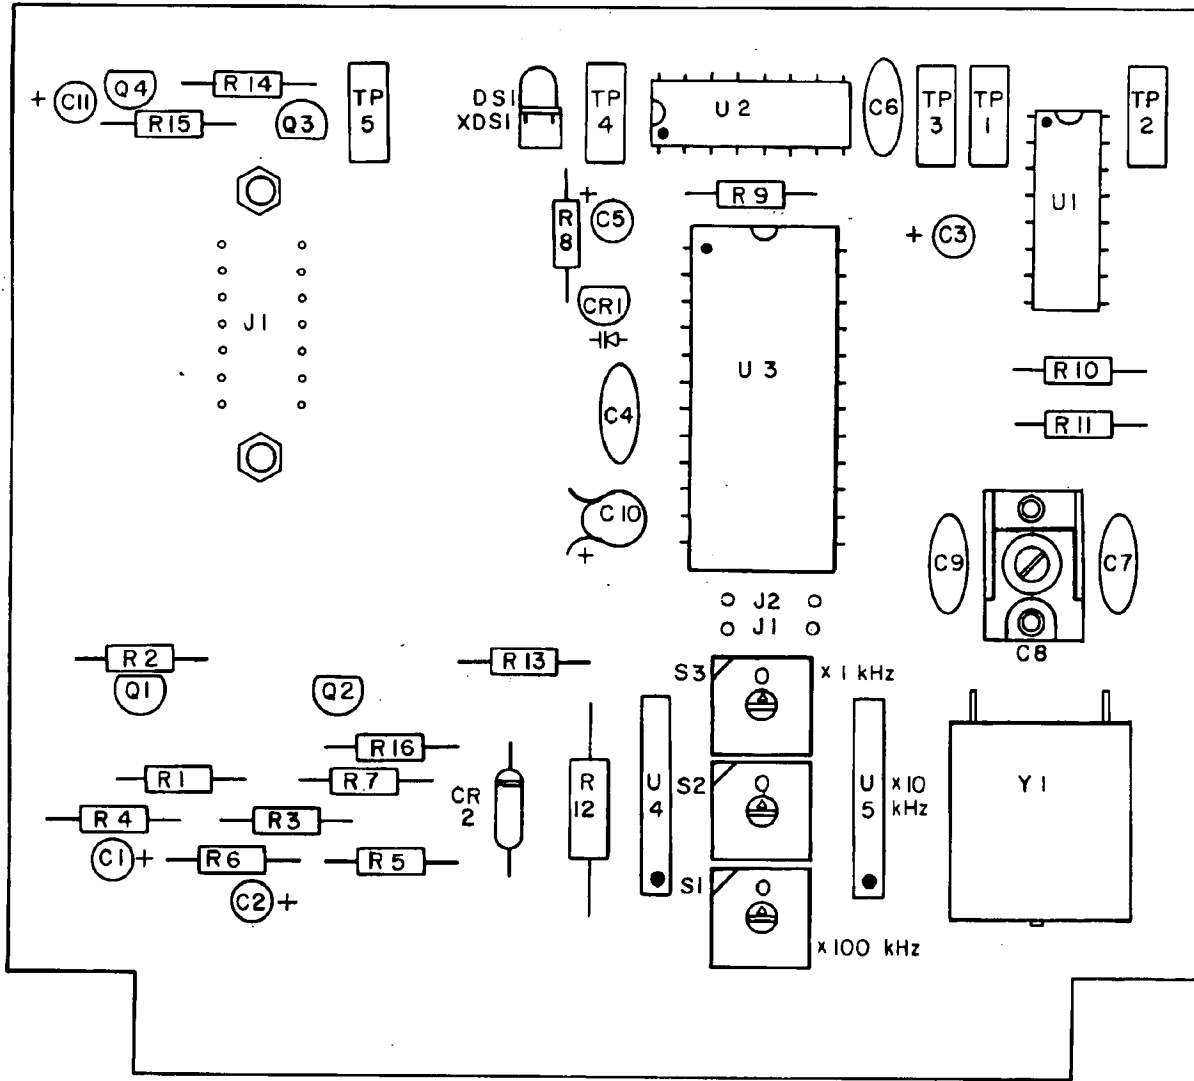 + C11
Q4
R14
R15
Q3
TP 5
DS1
XDS1
TP 4
U2
C6
TP 3
TP 1
TP 2
U1
R 8
+ C5
R 9
+ C3
J1
CR1
U 3
R10
C4
R11
C10
+
C9
C7
J2
J1
C8
R2
R13
S3
x 1 kHz
Q1
Q2
R16
R1
R7
CR 2
R 12
U 4
S2
U 5
x10 kHz
Y1
R4
R3
C1 +
R6
R5
C2 +
S1
x100 kHz
O
O
O